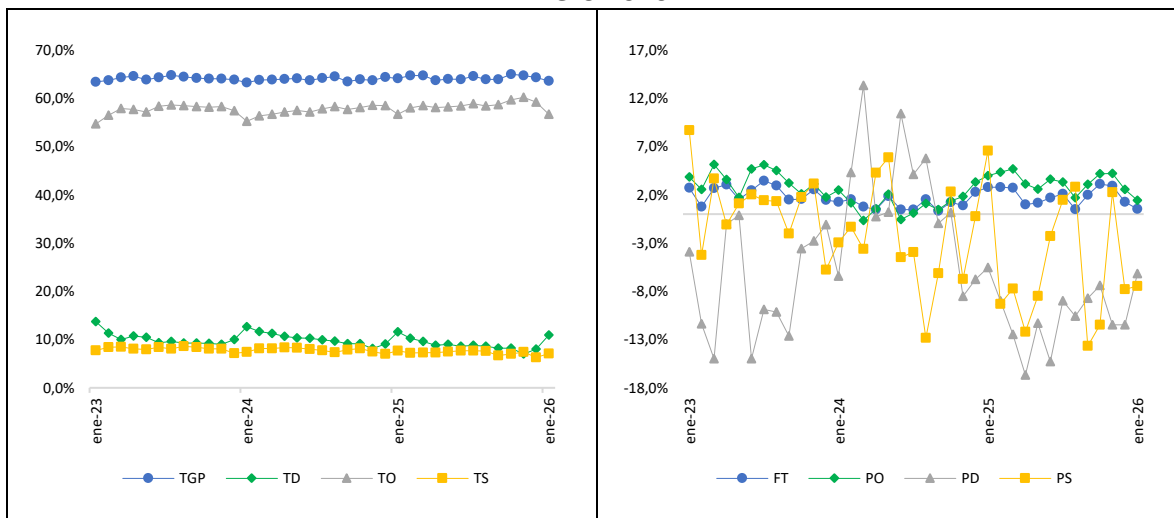 70,0%
60,0%
50,0%
40,0%
30,0%
20,0%
10,0%
0,0%
ene-23
ene-24
ene-25
ene-26
TGP TD TO TS
17,0%
12,0%
7,0%
2,0%
-3,0%
-8,0%
-13,0%
-18,0%
ene-23
ene-24
ene-25
ene-26
FT PO PD PS